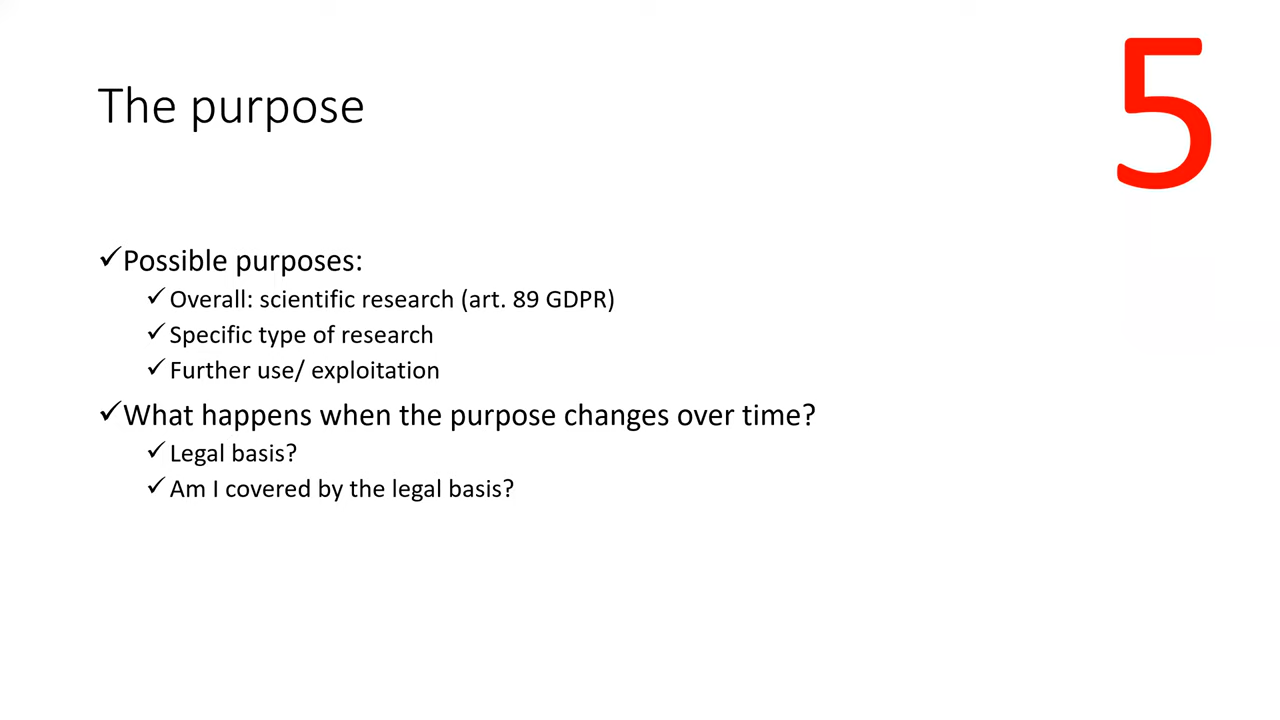 The purpose
5
✓Possible purposes:
✓Overall: scientific research (art. 89 GDPR)
✓Specific type of research
✓Further use/ exploitation
✓What happens when the purpose changes over time?
✓Legal basis?
✓Am I covered by the legal basis?